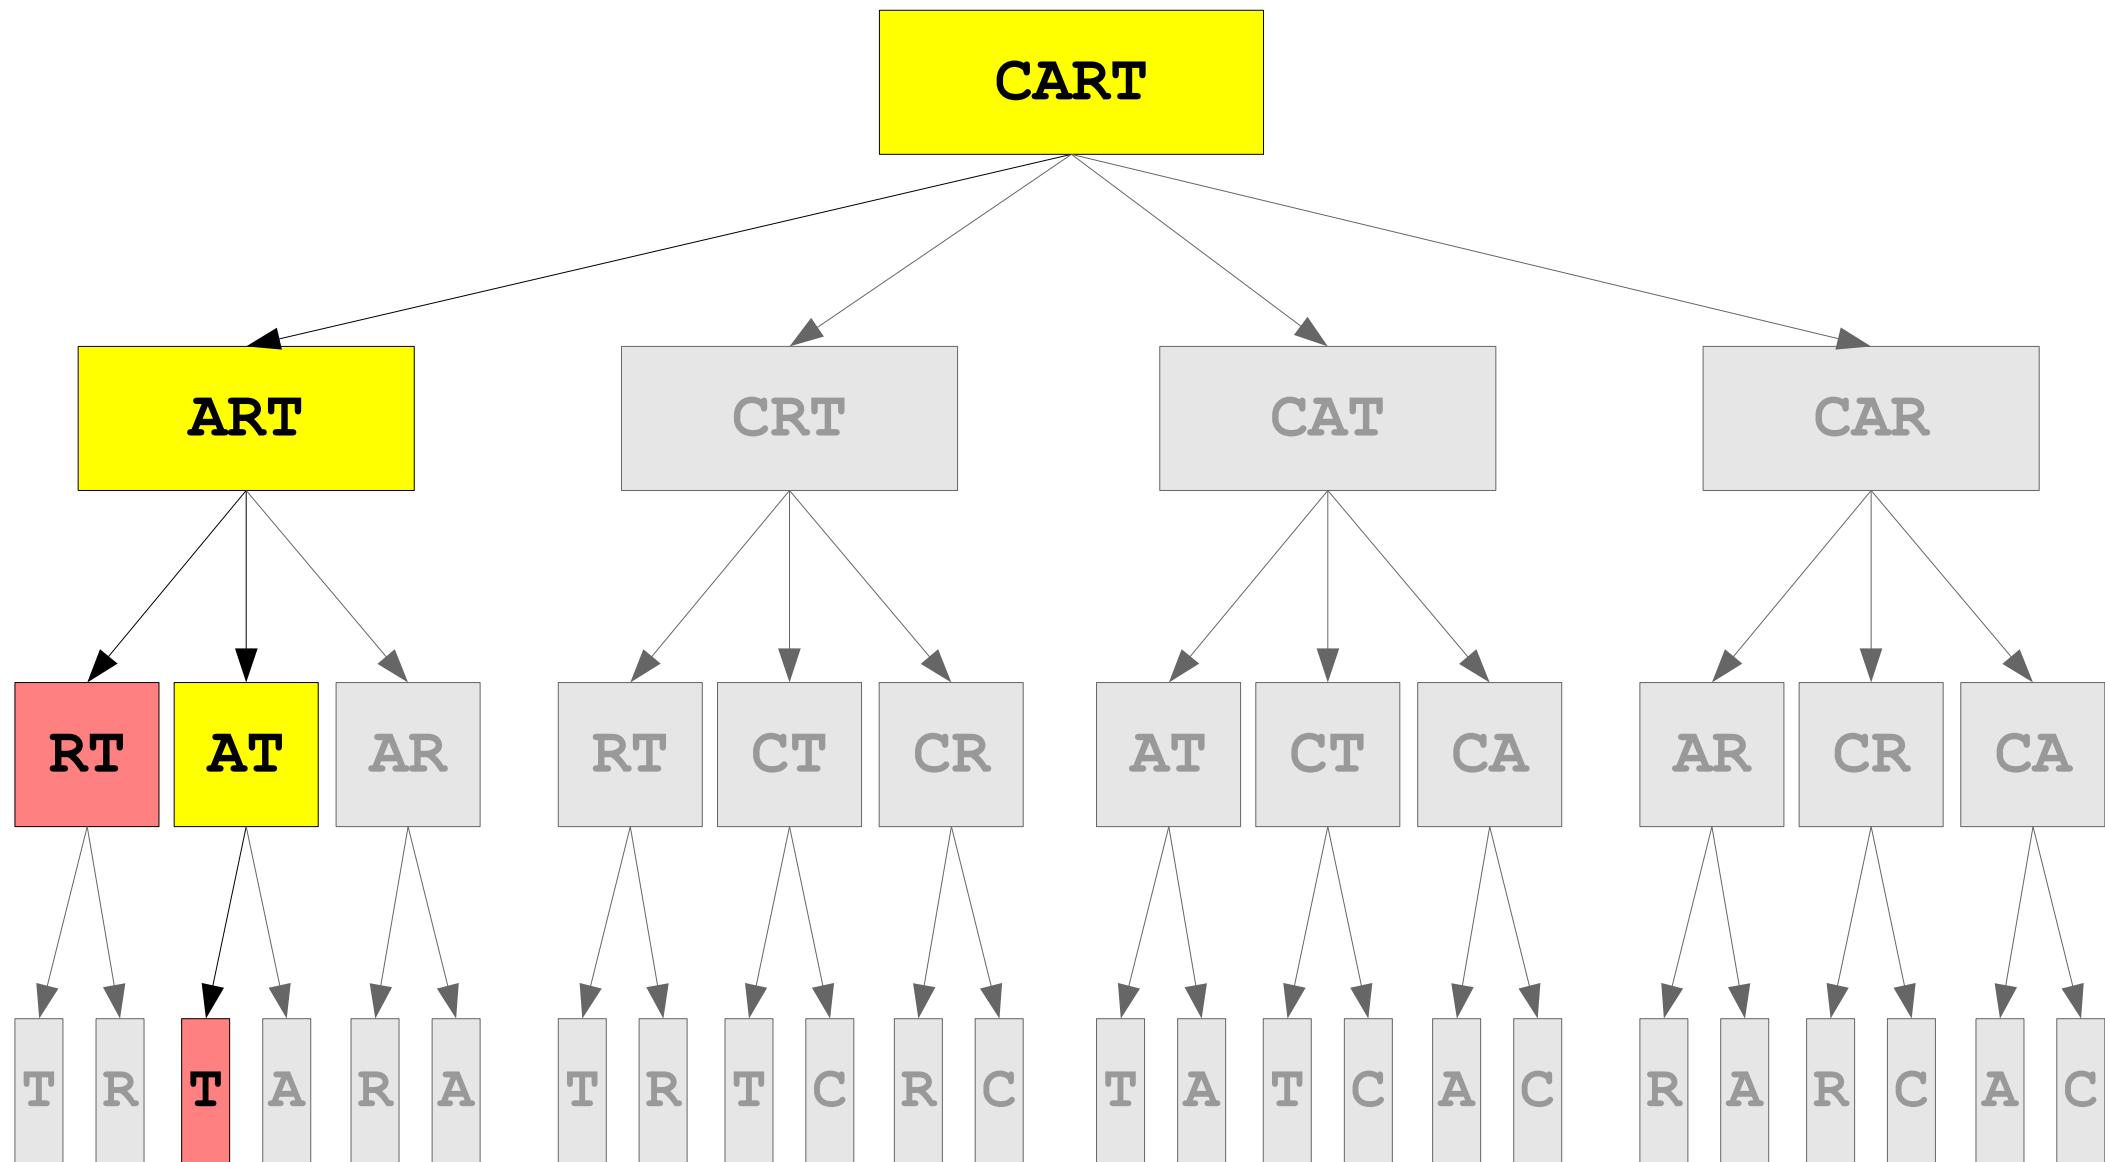 CART
ART CRT CAT CAR
RT AT AR RT CT CR AT CT CA AR CR CA
T R T A R A T R T C R C T A T C A C R A R C A C